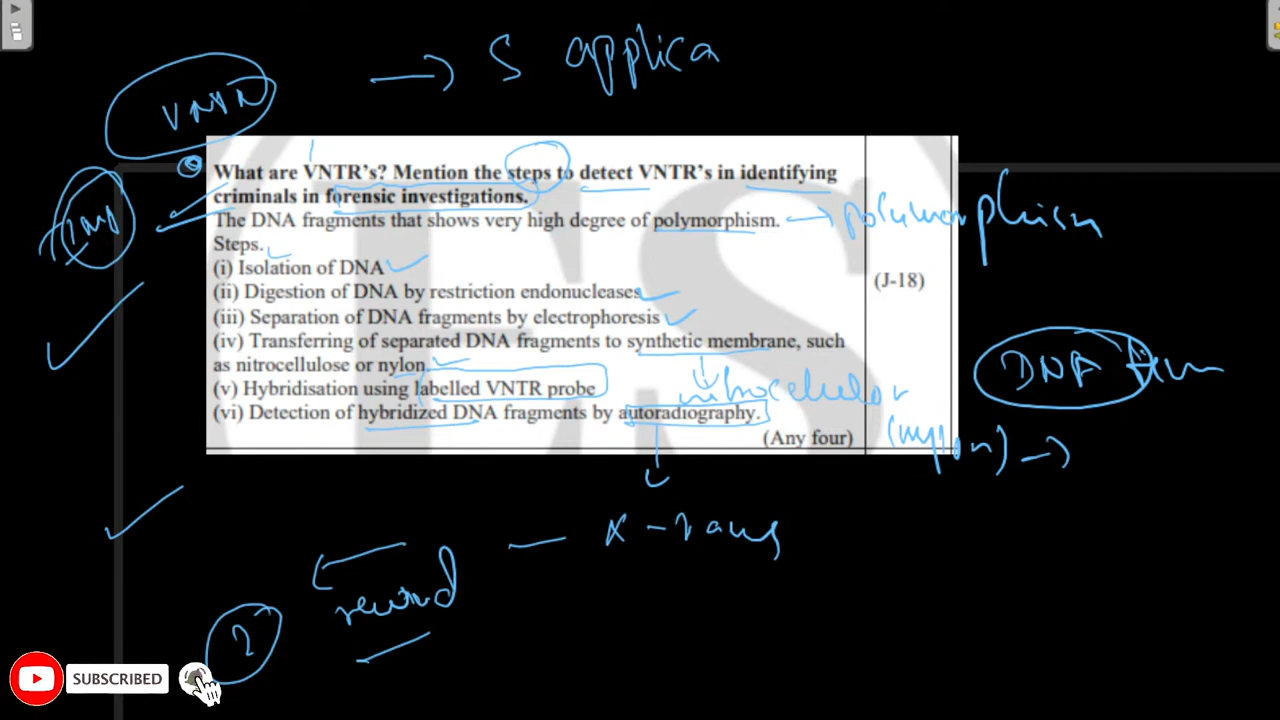 → S applica
VNTR
What are VNTR's? Mention the steps to detect VNTR's in identifying
criminals in forensic investigations.
IMP
The DNA fragments that shows very high degree of polymorphism. → polymorphism
Steps.
(i) Isolation of DNA
(J-18)
(ii) Digestion of DNA by restriction endonucleases
(iii) Separation of DNA fragments by electrophoresis
(iv) Transferring of separated DNA fragments to synthetic membrane, such
as nitrocellulose or nylon.
DNA
(v) Hybridisation using labelled VNTR probe
(vi) Detection of hybridized DNA fragments by autoradiography.
(Any four)
(nylon) →
rewind
2
SUBSCRIBED